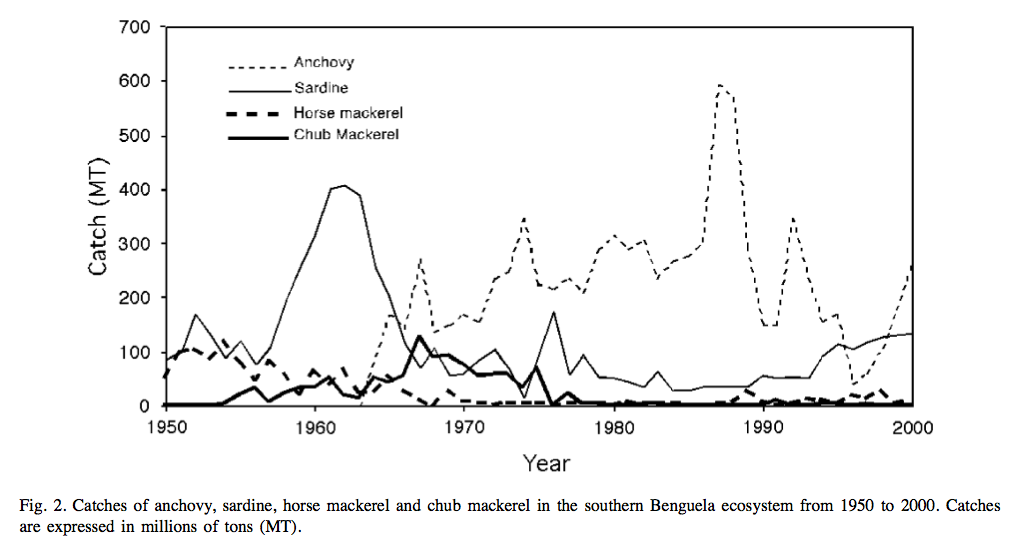 700
600
500
400
300
200
100
0
Catch (MT)
Anchovy
Sardine
Horse mackerel
Chub Mackerel
1950 1960 1970 1980 1990 2000
Year
Fig. 2. Catches of anchovy, sardine, horse mackerel and chub mackerel in the southern Benguela ecosystem from 1950 to 2000. Catches
are expressed in millions of tons (MT).